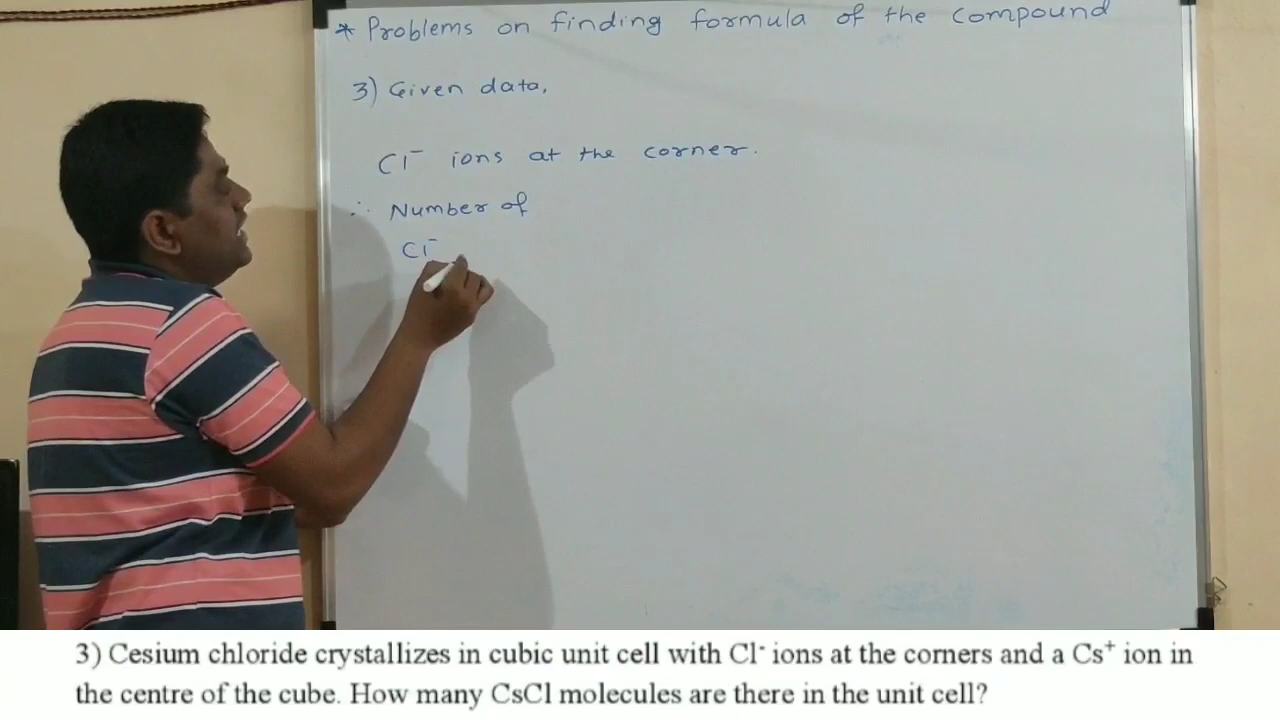 * Problems on finding formula of the compound
3) Given data,
Cl⁻ ions at the corner.
∴ Number of
Cl⁻
3) Cesium chloride crystallizes in cubic unit cell with Cl⁻ ions at the corners and a Cs⁺ ion in
the centre of the cube. How many CsCl molecules are there in the unit cell?